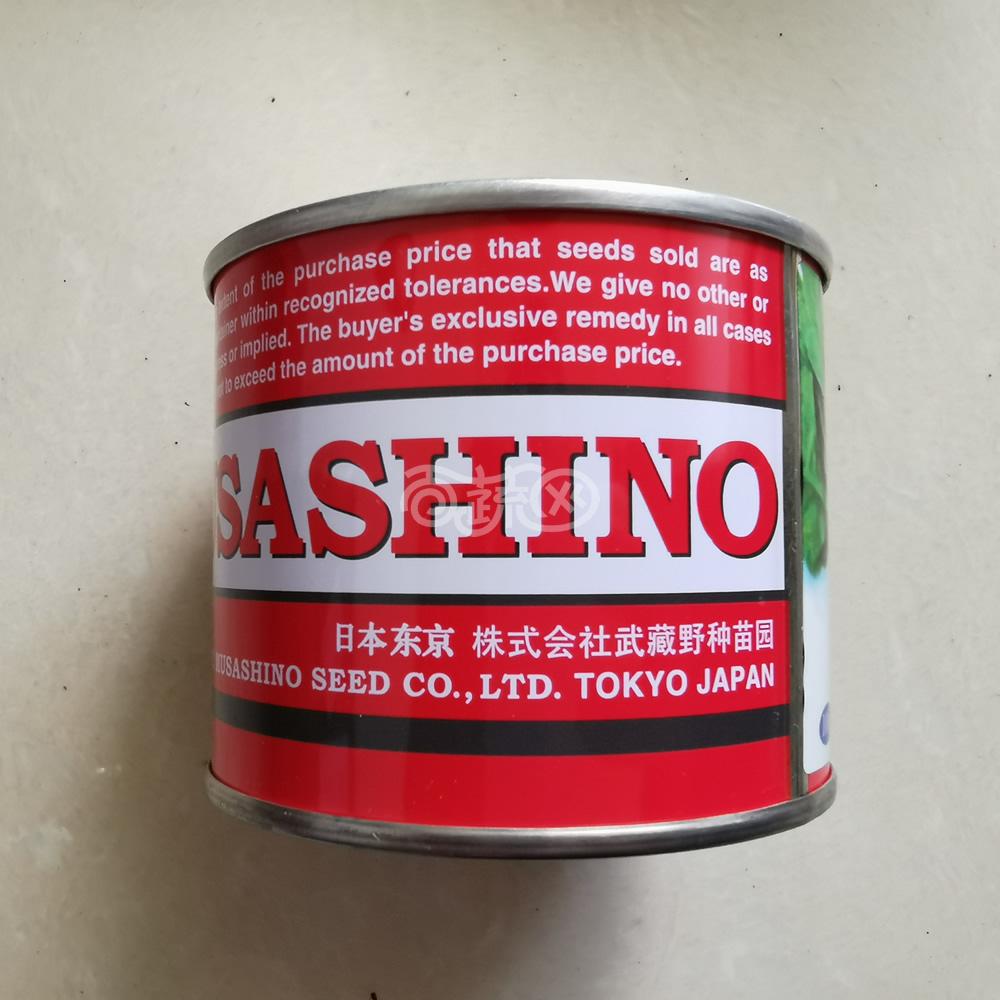 of the purchase price that seeds sold are as
within recognized tolerances.We give no other or
or implied. The buyer's exclusive remedy in all cases
to exceed the amount of the purchase price.
SASHINO
日本东京 株式会社武藏野种苗园
MUSASHINO SEED CO.,LTD. TOKYO JAPAN